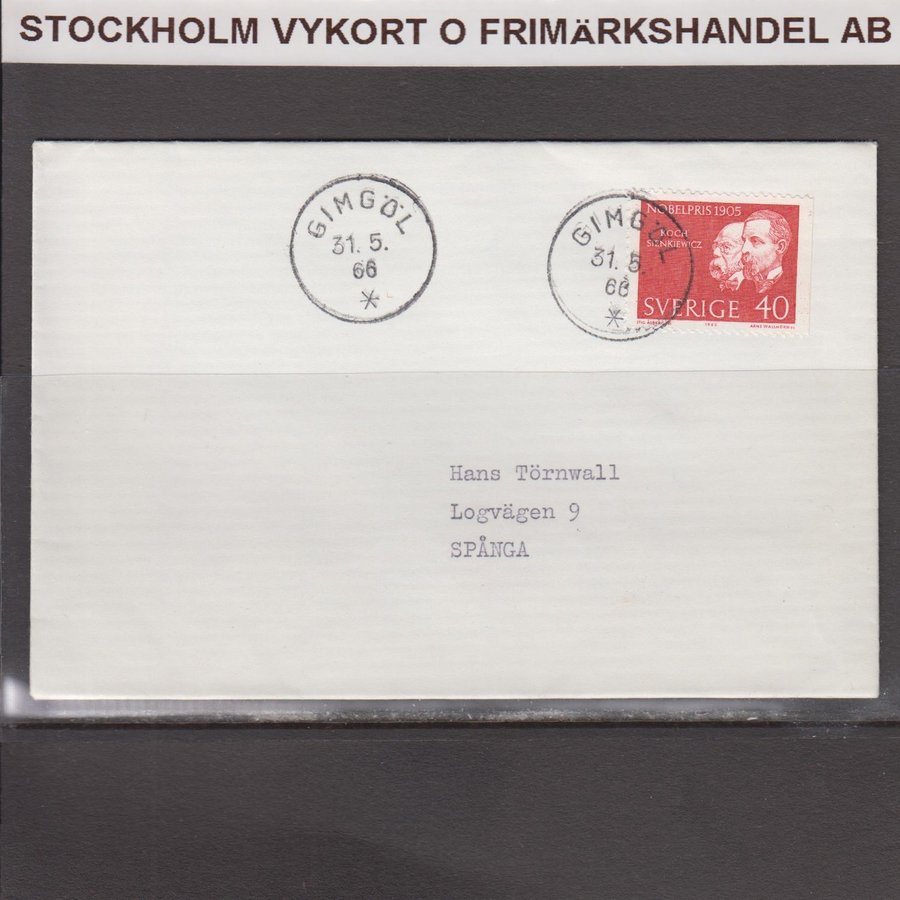 STOCKHOLM VYKORT O FRIMÄRKSHANDEL AB
GIMGÖL
31. 5.
66
GIMGÖL
31. 5.
66
NOBELPRIS 1905
KOCH
SIENKIEWICZ
SVERIGE 40
1965
Hans Törnwall
Logvägen 9
SPÅNGA